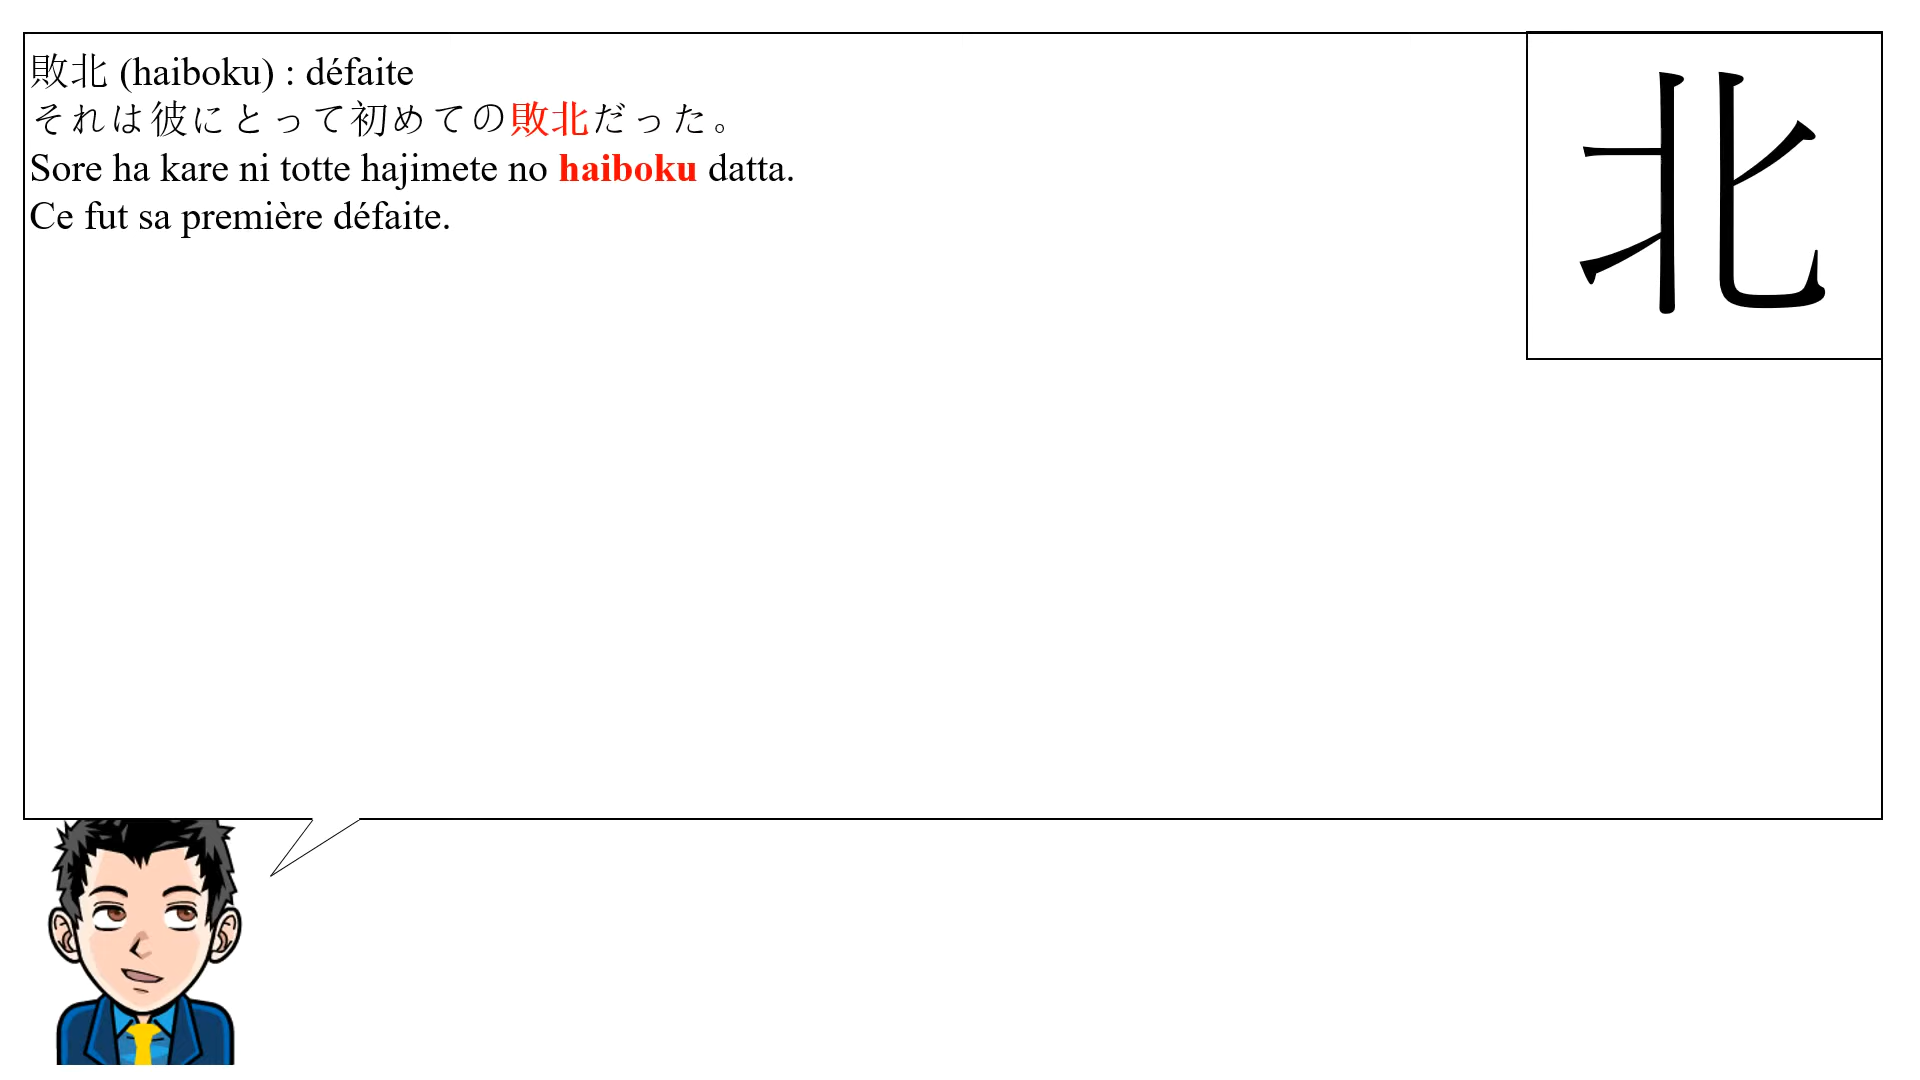 敗北 (haiboku) : défaite
それは彼にとって初めての敗北だった。
Sore ha kare ni totte hajimete no haiboku datta.
Ce fut sa première défaite.
北